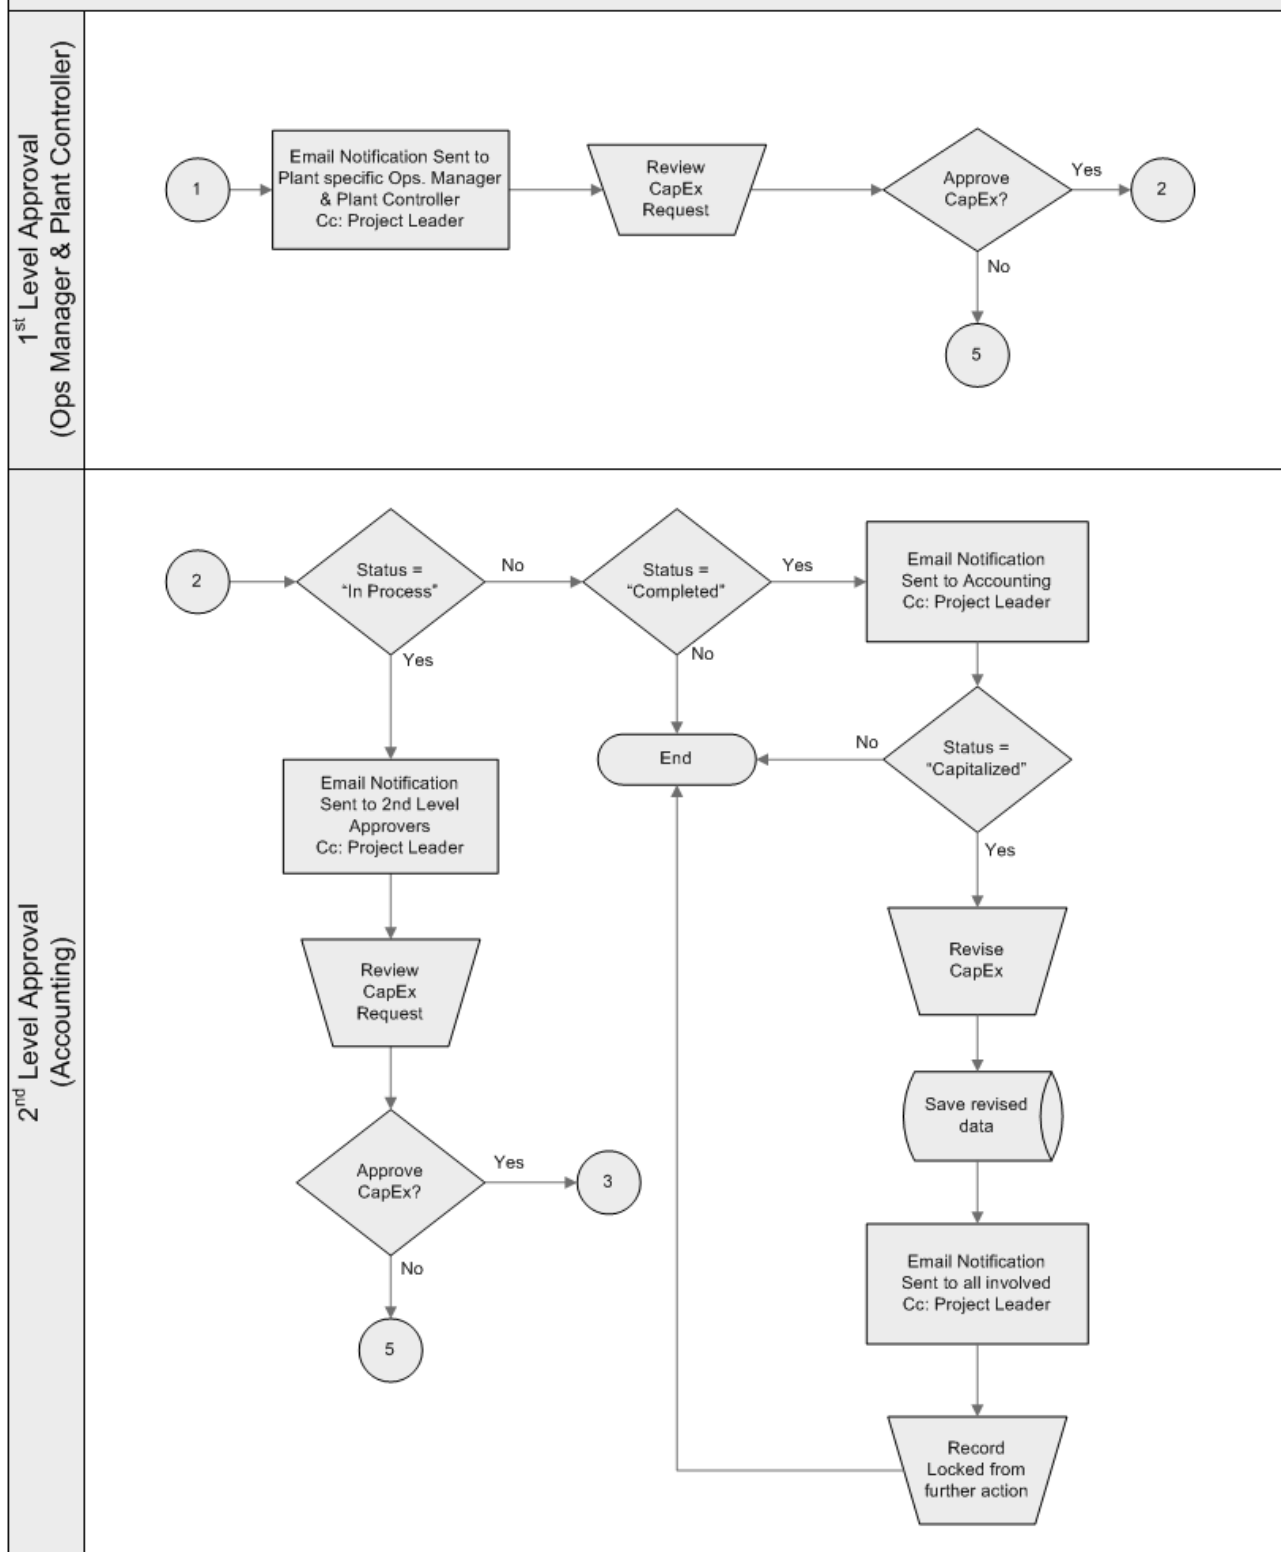 1st Level Approval
(Ops Manager & Plant Controller)
1
Email Notification Sent to
Plant specific Ops. Manager
& Plant Controller
Cc: Project Leader
Review
CapEx
Request
Approve
CapEx?
Yes
2
No
5
2nd Level Approval
(Accounting)
2
Status =
“In Process”
No
Status =
“Completed”
Yes
Email Notification
Sent to Accounting
Cc: Project Leader
Yes
No
End
No
Status =
“Capitalized”
Email Notification
Sent to 2nd Level
Approvers
Cc: Project Leader
Yes
Review
CapEx
Request
Revise
CapEx
Save revised
data
Approve
CapEx?
Yes
3
No
5
Email Notification
Sent to all involved
Cc: Project Leader
Record
Locked from
further action